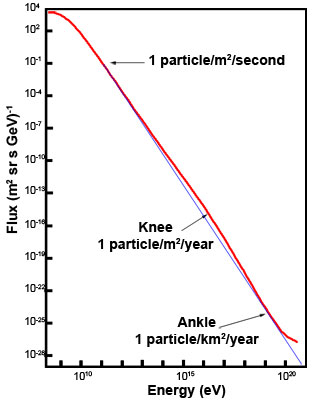 10⁴
10²
10⁻¹
10⁻⁴
10⁻⁷
10⁻¹⁰
10⁻¹³
10⁻¹⁶
10⁻¹⁹
10⁻²²
10⁻²⁵
10⁻²⁸
Flux (m² sr s GeV)⁻¹
1 particle/m²/second
Knee
1 particle/m²/year
Ankle
1 particle/km²/year
10¹⁰
10¹⁵
10²⁰
Energy (eV)